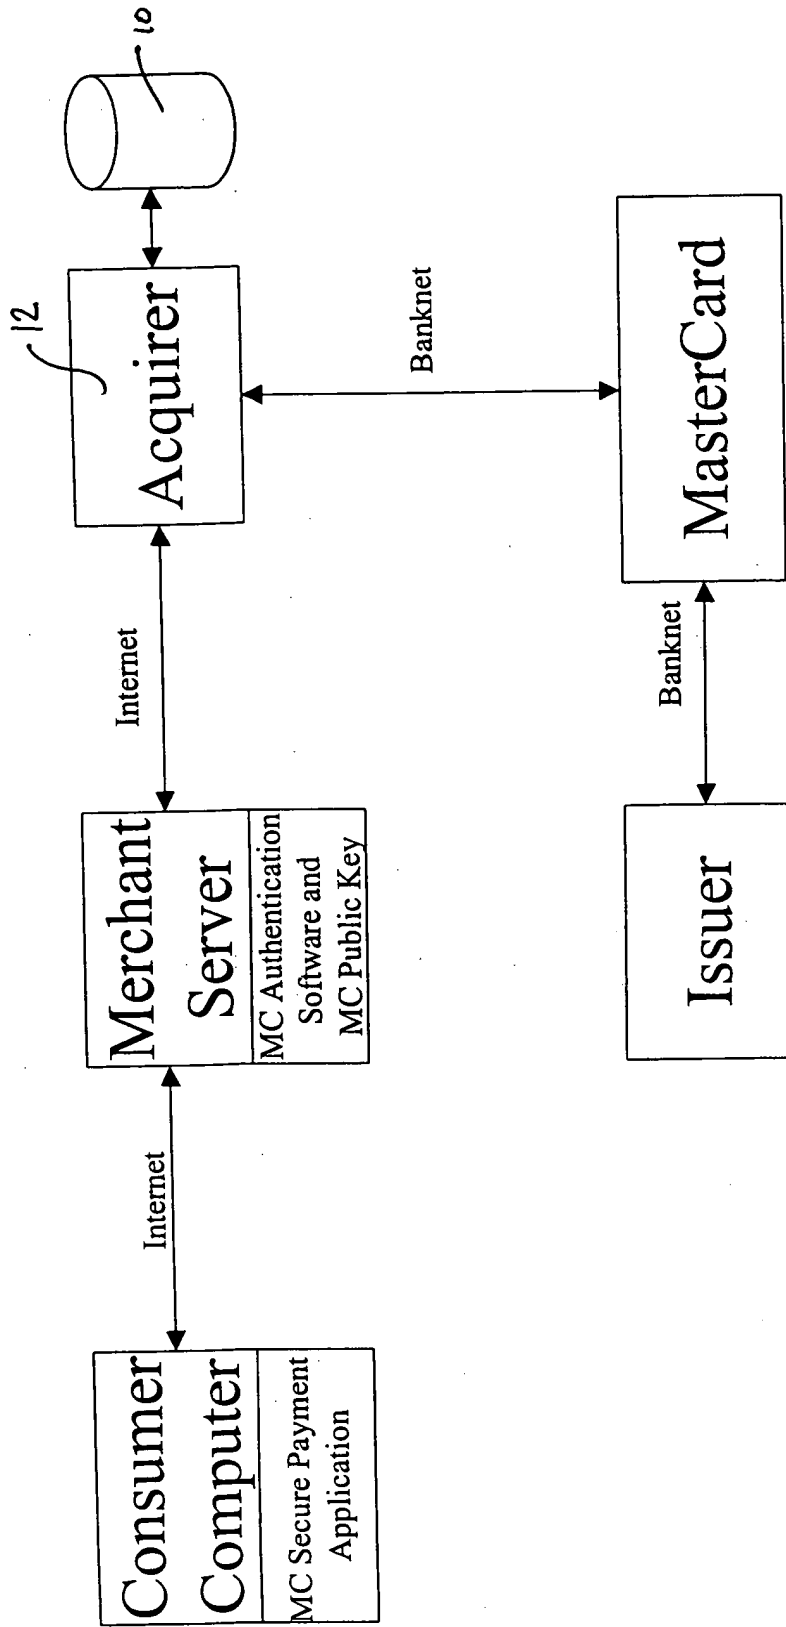 Consumer
Computer
MC Secure Payment
Application
Internet
Merchant
Server
MC Authentication
Software and
MC Public Key
Internet
12
Acquirer
10
Banknet
Issuer
Banknet
MasterCard